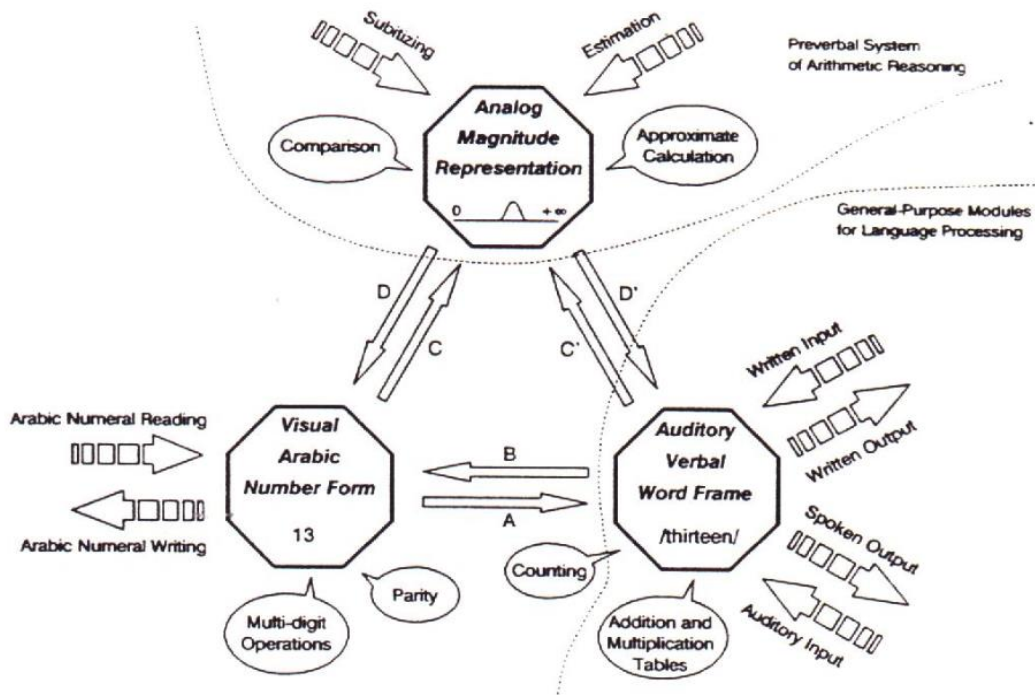 Subitizing
Estimation
Preverbal System
of Arithmetic Reasoning
Analog
Magnitude
Representation
0
+ ∞
Comparison
Approximate
Calculation
General-Purpose Modules
for Language Processing
D
C
D'
C'
Written Input
Written Output
Arabic Numeral Reading
Arabic Numeral Writing
Visual
Arabic
Number Form
13
B
A
Auditory
Verbal
Word Frame
/thirteen/
Spoken Output
Auditory Input
Counting
Parity
Multi-digit
Operations
Addition and
Multiplication
Tables